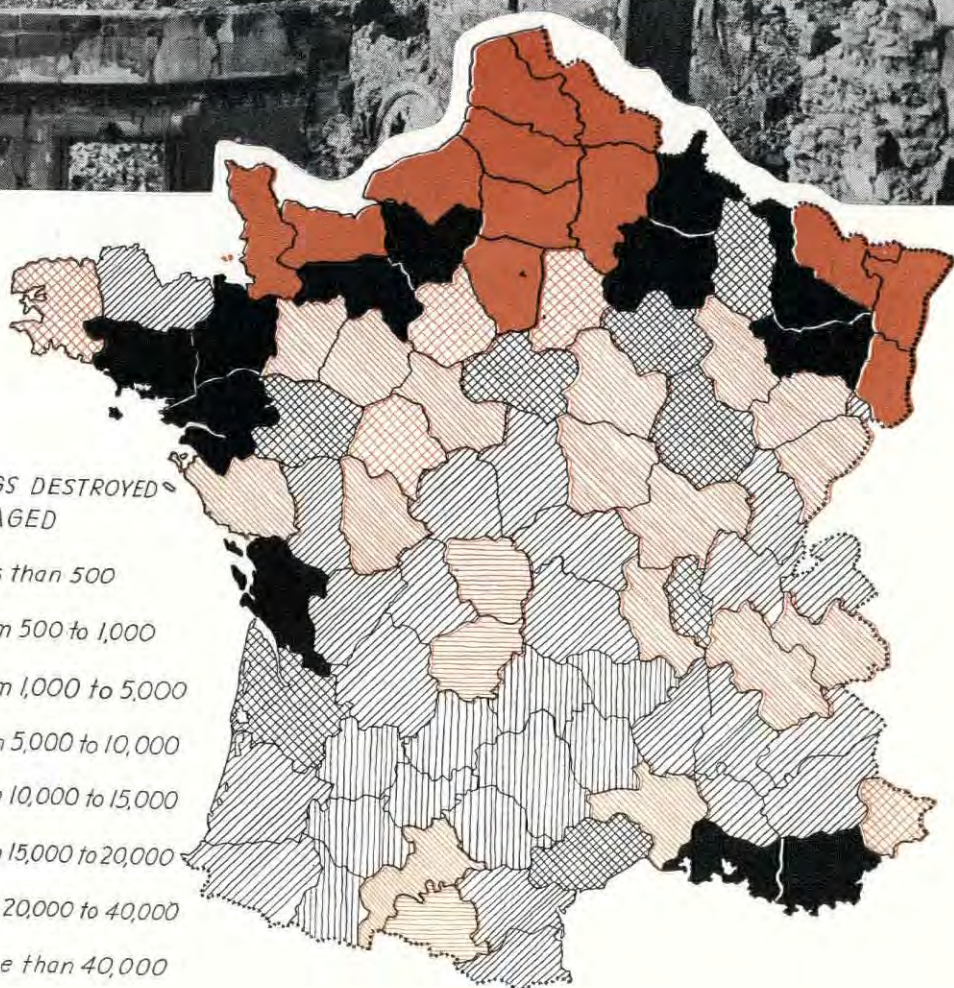 GS DESTROYED
AGED
s than 500
m 500 to 1,000
m 1,000 to 5,000
n 5,000 to 10,000
n 10,000 to 15,000
n 15,000 to 20,000
20,000 to 40,000
e than 40,000